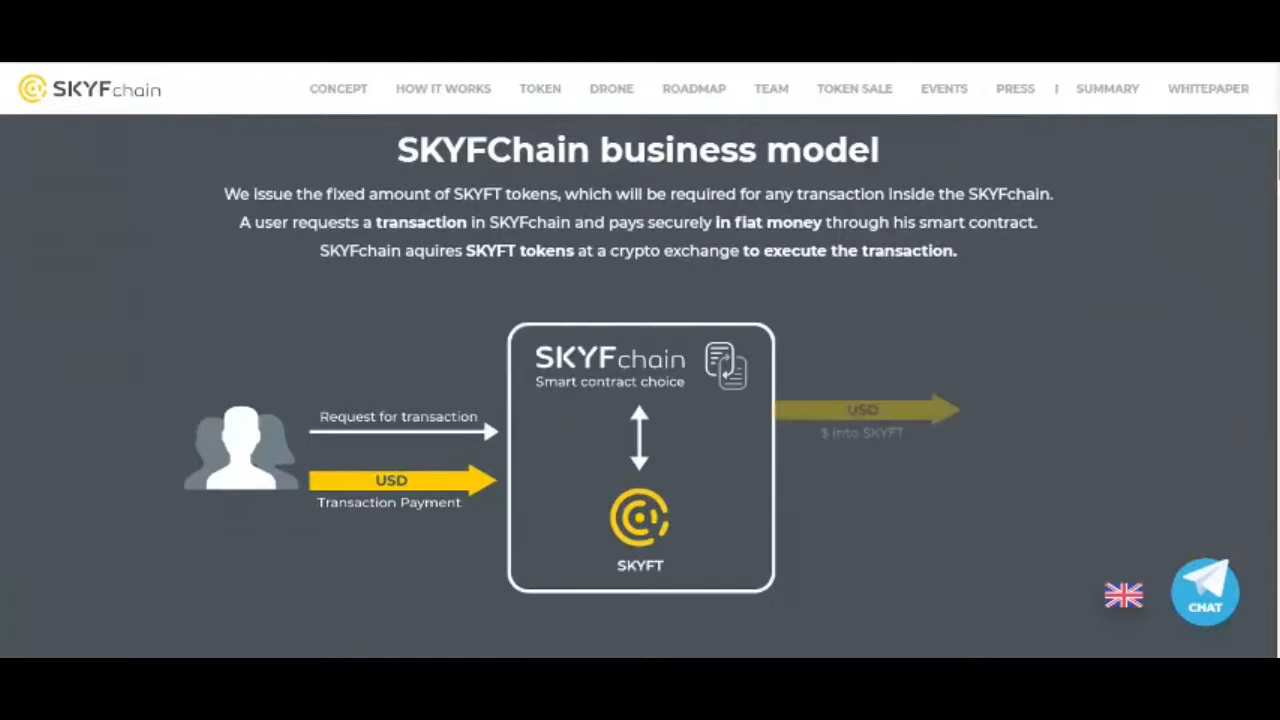 SKYFchain
CONCEPT HOW IT WORKS TOKEN DRONE ROADMAP TEAM TOKEN SALE EVENTS PRESS | SUMMARY WHITEPAPER
SKYFChain business model
We issue the fixed amount of SKYFT tokens, which will be required for any transaction inside the SKYFchain.
A user requests a transaction in SKYFchain and pays securely in fiat money through his smart contract.
SKYFchain aquires SKYFT tokens at a crypto exchange to execute the transaction.
SKYFchain
Smart contract choice
Request for transaction
USD
Transaction Payment
SKYFT
USD
$ into SKYFT
CHAT